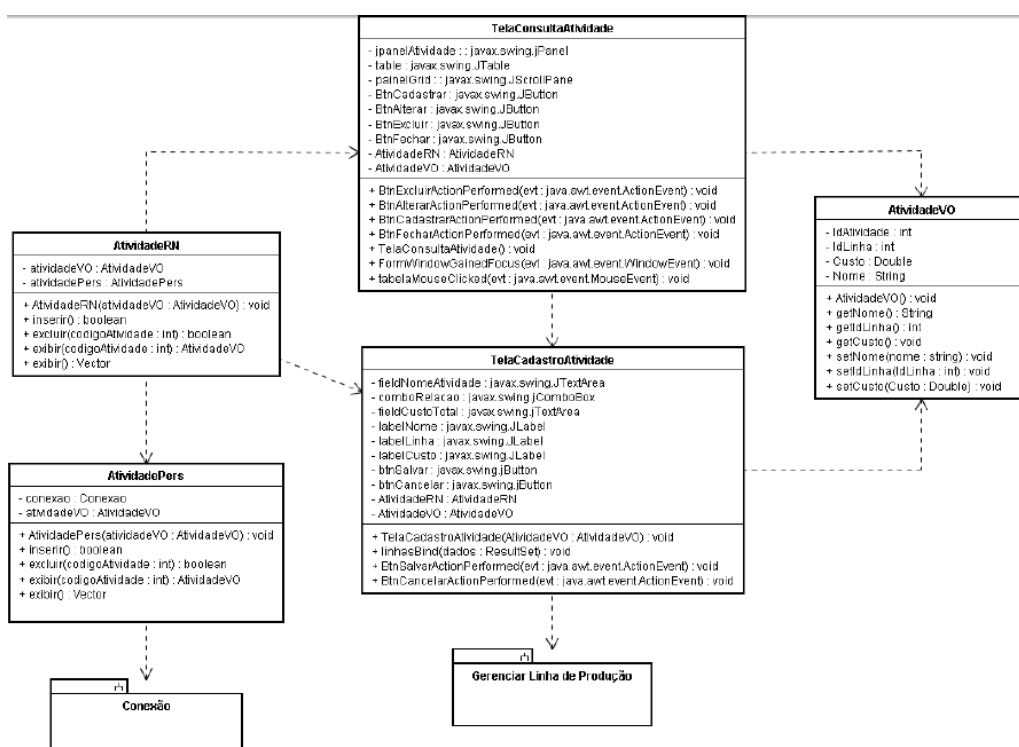 TelaConsultaAtividade
- jpanelAtividade : : javax.swing.jPanel
- table : javax.swing.JTable
- painelGrid : : javax.swing.JScrollPane
- BtnCadastrar : javax.swing.JButton
- BtnAlterar : javax.swing.JButton
- BtnExcluir : javax.swing.JButton
- BtnFechar : javax.swing.JButton
- AtividadeRN : AtividadeRN
- AtividadeVO : AtividadeVO
+ BtnExcluirActionPerformed(evt : java.awt.event.ActionEvent) : void
+ BtnAlterarActionPerformed(evt : java.awt.event.ActionEvent) : void
+ BtnCadastrarActionPerformed(evt : java.awt.event.ActionEvent) : void
+ BtnFecharActionPerformed(evt : java.awt.event.ActionEvent) : void
+ TelaConsultaAtividade() : void
+ FormWindowGainedFocus(evt : java.awt.event.WindowEvent) : void
+ tabelaMouseClicked(evt : java.awt.event.MouseEvent) : void
AtividadeVO
- IdAtividade : int
- IdLinha : int
- Custo : Double
- Nome : String
+ AtividadeVO() : void
+ getNome() : String
+ getIdLinha() : int
+ getCusto() : void
+ setNome(nome : string) : void
+ setIdLinha(IdLinha : int) : void
+ setCusto(Custo : Double) : void
AtividadeRN
- atividadeVO : AtividadeVO
- atividadePers : AtividadePers
+ AtividadeRN(atividadeVO : AtividadeVO) : void
+ inserir() : boolean
+ excluir(codigoAtividade : int) : boolean
+ exibir(codigoAtividade : int) : AtividadeVO
+ exibir() : Vector
TelaCadastroAtividade
- fieldNomeAtividade : javax.swing.JTextArea
- comboRelacao : javax.swing.jComboBox
- fieldCustoTotal : javax.swing.jTextArea
- labelNome : javax.swing.JLabel
- labelLinha : javax.swing.JLabel
- labelCusto : javax.swing.JLabel
- btnSalvar : javax.swing.jButton
- btnCancelar : javax.swing.jButton
- AtividadeRN : AtividadeRN
- AtividadeVO : AtividadeVO
+ TelaCadastroAtividade(AtividadeVO : AtividadeVO) : void
+ linhasBind(dados : ResultSet) : void
+ BtnSalvarActionPerformed(evt : java.awt.event.ActionEvent) : void
+ BtnCancelarActionPerformed(evt : java.awt.event.ActionEvent) : void
AtividadePers
- conexao : Conexao
- atividadeVO : AtividadeVO
+ AtividadePers(atividadeVO : AtividadeVO) : void
+ inserir() : boolean
+ excluir(codigoAtividade : int) : boolean
+ exibir(codigoAtividade : int) : AtividadeVO
+ exibir() : Vector
Gerenciar Linha de Produção
Conexão